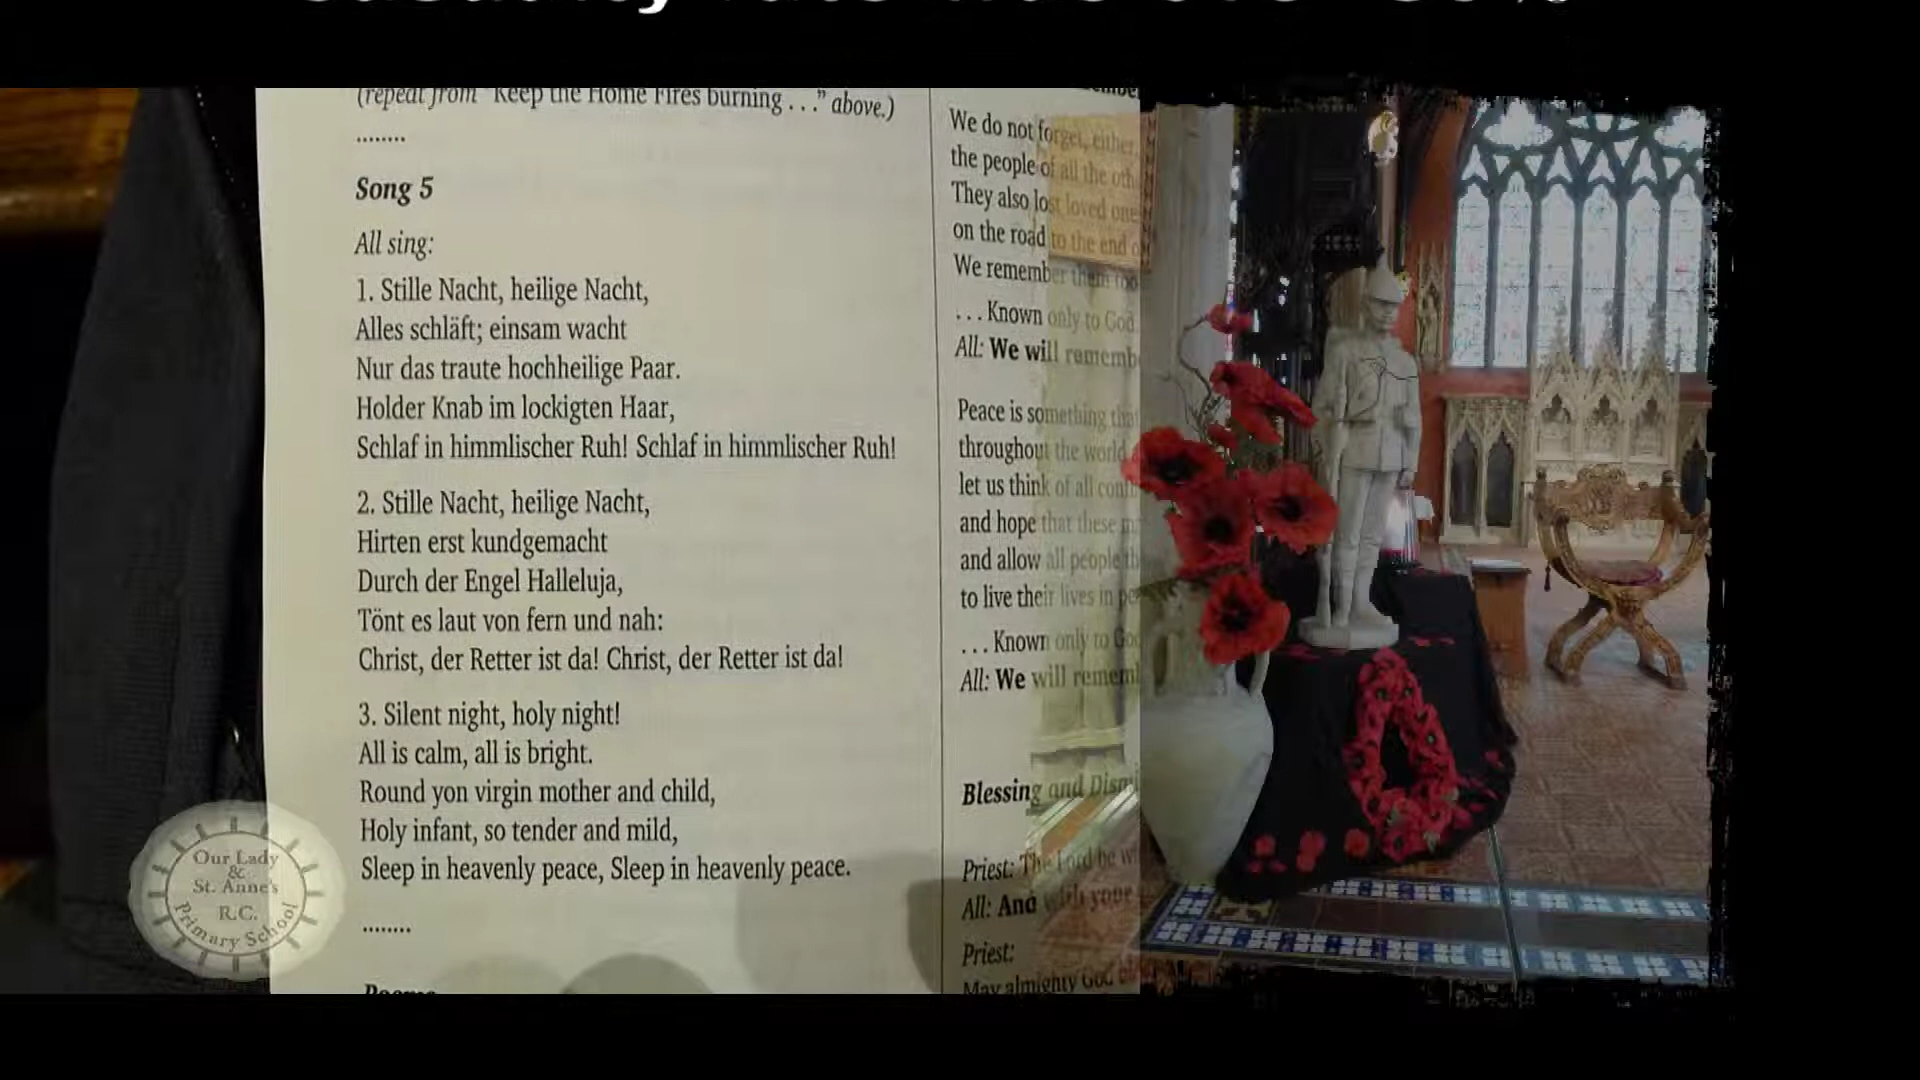 (repeat from "Keep the Home Fires burning . . ." above.)
........
Song 5
All sing:
1. Stille Nacht, heilige Nacht,
Alles schläft; einsam wacht
Nur das traute hochheilige Paar.
Holder Knab im lockigten Haar,
Schlaf in himmlischer Ruh! Schlaf in himmlischer Ruh!
2. Stille Nacht, heilige Nacht,
Hirten erst kundgemacht
Durch der Engel Halleluja,
Tönt es laut von fern und nah:
Christ, der Retter ist da! Christ, der Retter ist da!
3. Silent night, holy night!
All is calm, all is bright.
Round yon virgin mother and child,
Holy infant, so tender and mild,
Sleep in heavenly peace, Sleep in heavenly peace.
........
We do not forget, either
the people of all the
They also lost loved
on the road to the end
We remember them too
. . . Known only to God.
All: We will
Peace is something
throughout the world
let us think of all
and hope that these
and allow all people
to live their lives in
. . . Known only to
All: We will
Blessing and
Priest: The Lord be
All: And with your
Priest:
May almighty God
Our Lady
&
St. Anne's
R.C.
Primary School